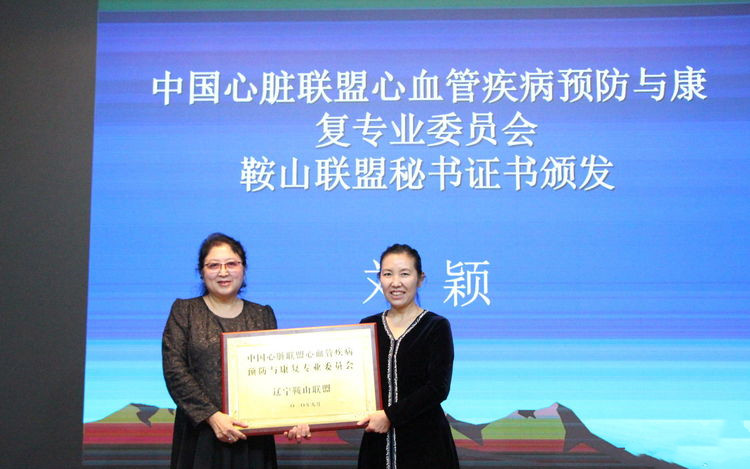 中国心脏联盟心血管疾病预防与康
复专业委员会
鞍山联盟秘书证书颁发
刘 颖
中国心脏联盟心血管疾病
预防与康复专业委员会
辽宁鞍山联盟